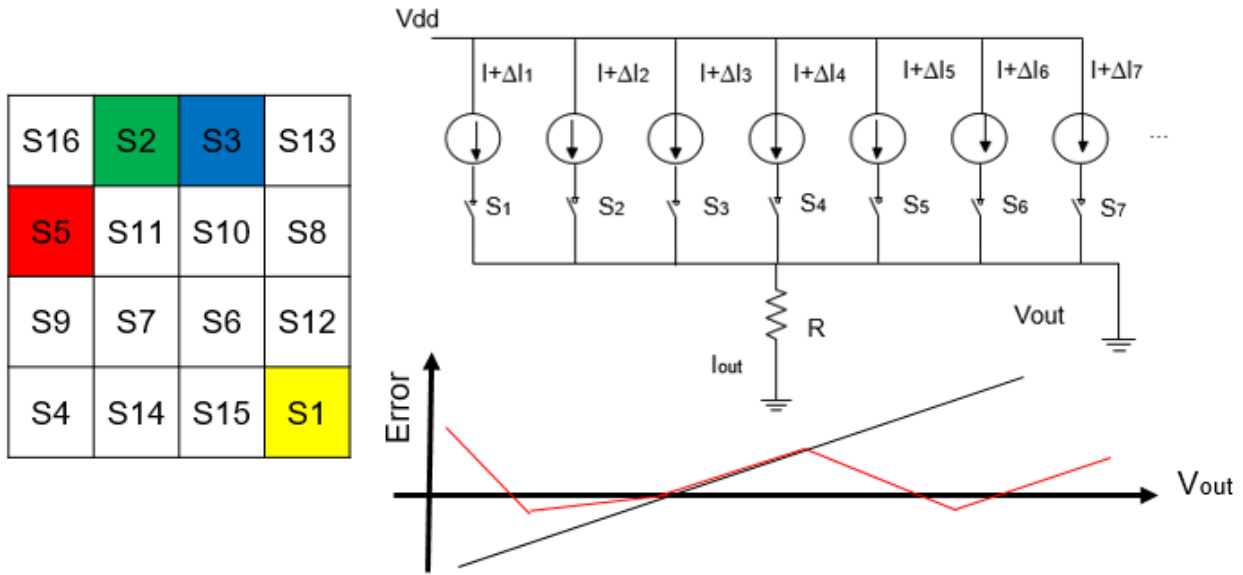 Vdd
I+ΔI1 I+ΔI2 I+ΔI3 I+ΔI4 I+ΔI5 I+ΔI6 I+ΔI7
...
S1 S2 S3 S4 S5 S6 S7
R
Vout
Iout
S16 S2 S3 S13
S5 S11 S10 S8
S9 S7 S6 S12
S4 S14 S15 S1
Error
Vout